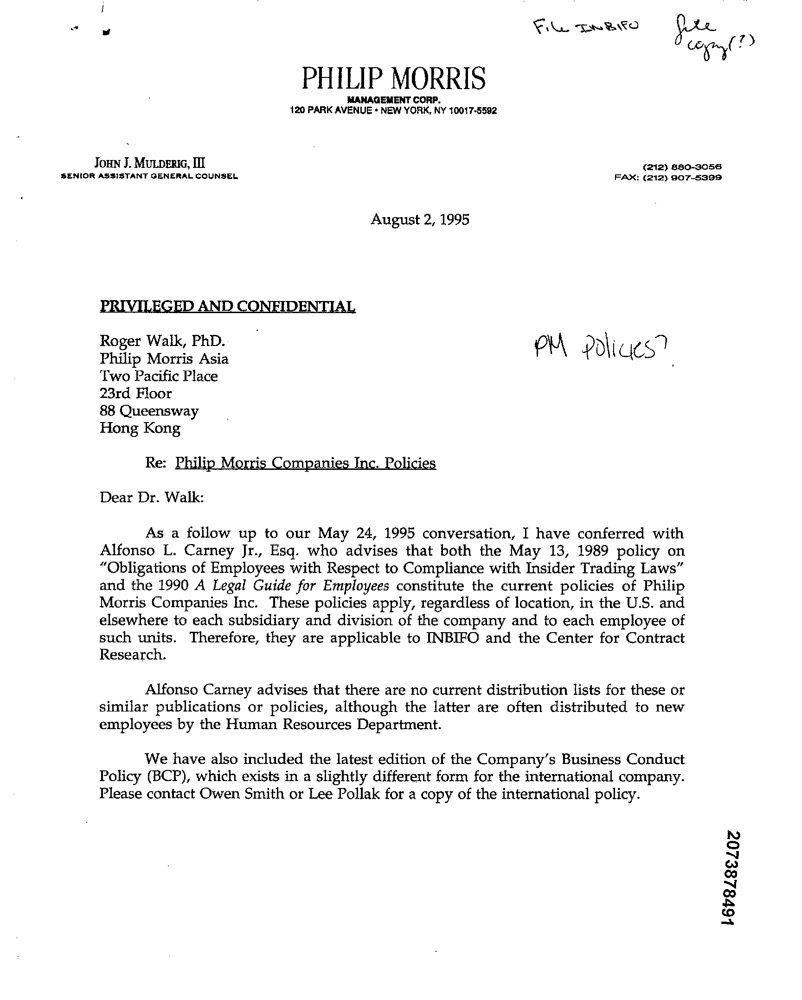 File INBIFO
file
copy(?)
PHILIP MORRIS
MANAGEMENT CORP.
120 PARK AVENUE • NEW YORK, NY 10017-5592
JOHN J. MULDERIG, III
SENIOR ASSISTANT GENERAL COUNSEL
(212) 880-3056
FAX: (212) 907-5399
August 2, 1995
PRIVILEGED AND CONFIDENTIAL
Roger Walk, PhD.
Philip Morris Asia
Two Pacific Place
23rd Floor
88 Queensway
Hong Kong
PM Policies?
Re: Philip Morris Companies Inc. Policies
Dear Dr. Walk:
As a follow up to our May 24, 1995 conversation, I have conferred with
Alfonso L. Carney Jr., Esq. who advises that both the May 13, 1989 policy on
"Obligations of Employees with Respect to Compliance with Insider Trading Laws"
and the 1990 A Legal Guide for Employees constitute the current policies of Philip
Morris Companies Inc. These policies apply, regardless of location, in the U.S. and
elsewhere to each subsidiary and division of the company and to each employee of
such units. Therefore, they are applicable to INBIFO and the Center for Contract
Research.
Alfonso Carney advises that there are no current distribution lists for these or
similar publications or policies, although the latter are often distributed to new
employees by the Human Resources Department.
We have also included the latest edition of the Company's Business Conduct
Policy (BCP), which exists in a slightly different form for the international company.
Please contact Owen Smith or Lee Pollak for a copy of the international policy.
2073878491